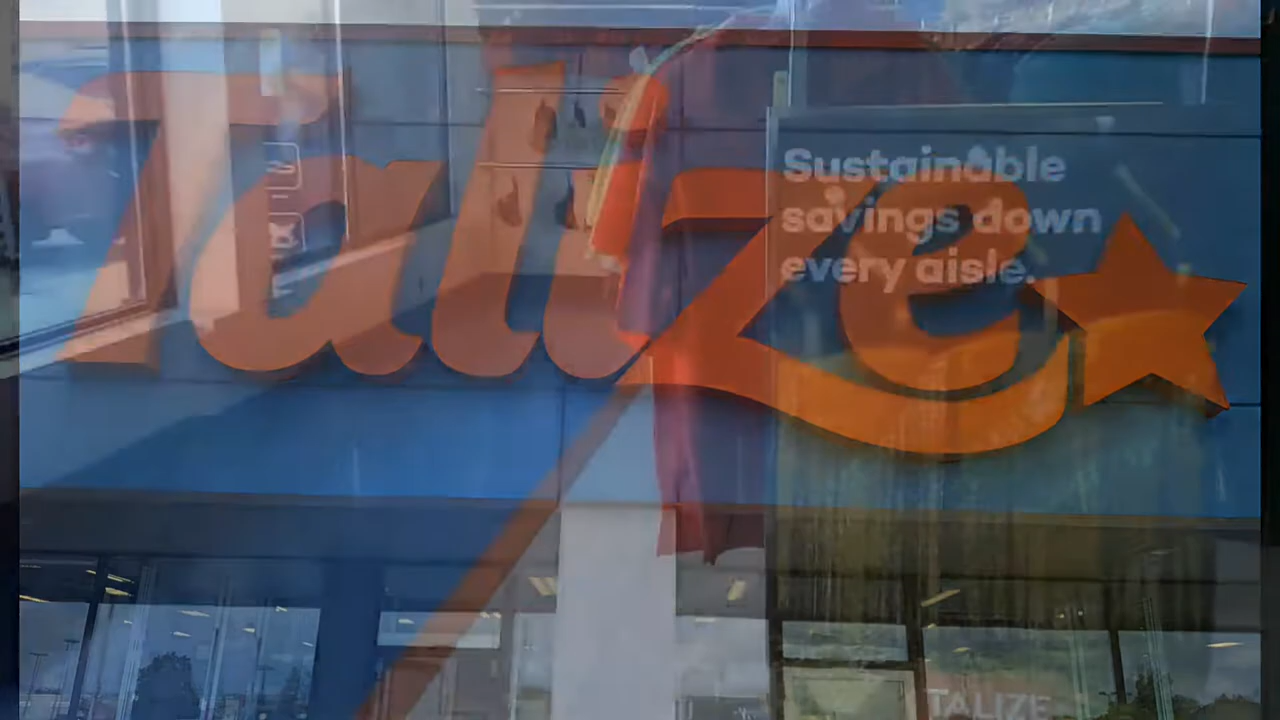 Talize
Sustainable
savings down
every aisle.
TALIZE